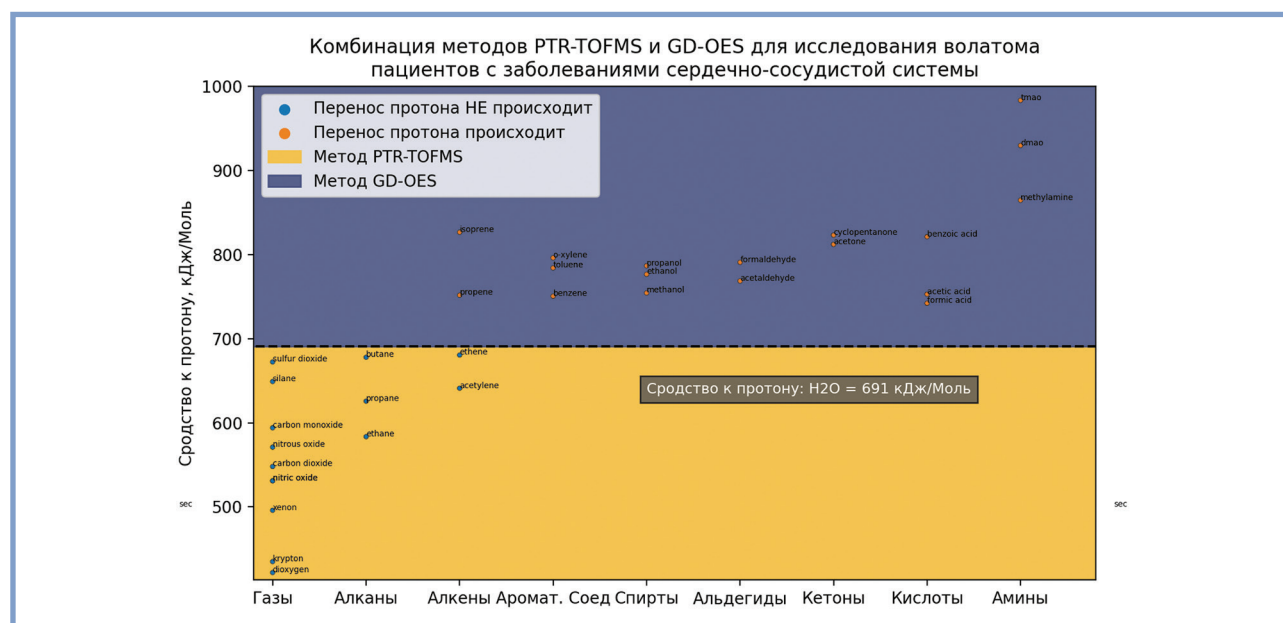 Комбинация методов PTR-TOFMS и GD-OES для исследования волатома
пациентов с заболеваниями сердечно-сосудистой системы
Сродство к протону, кДж/Моль
1000
900
800
700
600
500
Перенос протона НЕ происходит
Перенос протона происходит
Метод PTR-TOFMS
Метод GD-OES
tmao
dmao
methylamine
isoprene
propene
o-xylene
toluene
benzene
propanol
ethanol
methanol
formaldehyde
acetaldehyde
cyclopentanone
acetone
benzoic acid
acetic acid
formic acid
sulfur dioxide
silane
carbon monoxide
nitrous oxide
carbon dioxide
nitric oxide
xenon
krypton
dioxygen
butane
propane
ethane
ethene
acetylene
Сродство к протону: H2O = 691 кДж/Моль
sec
sec
Газы
Алканы
Алкены
Аромат. Соед
Спирты
Альдегиды
Кетоны
Кислоты
Амины